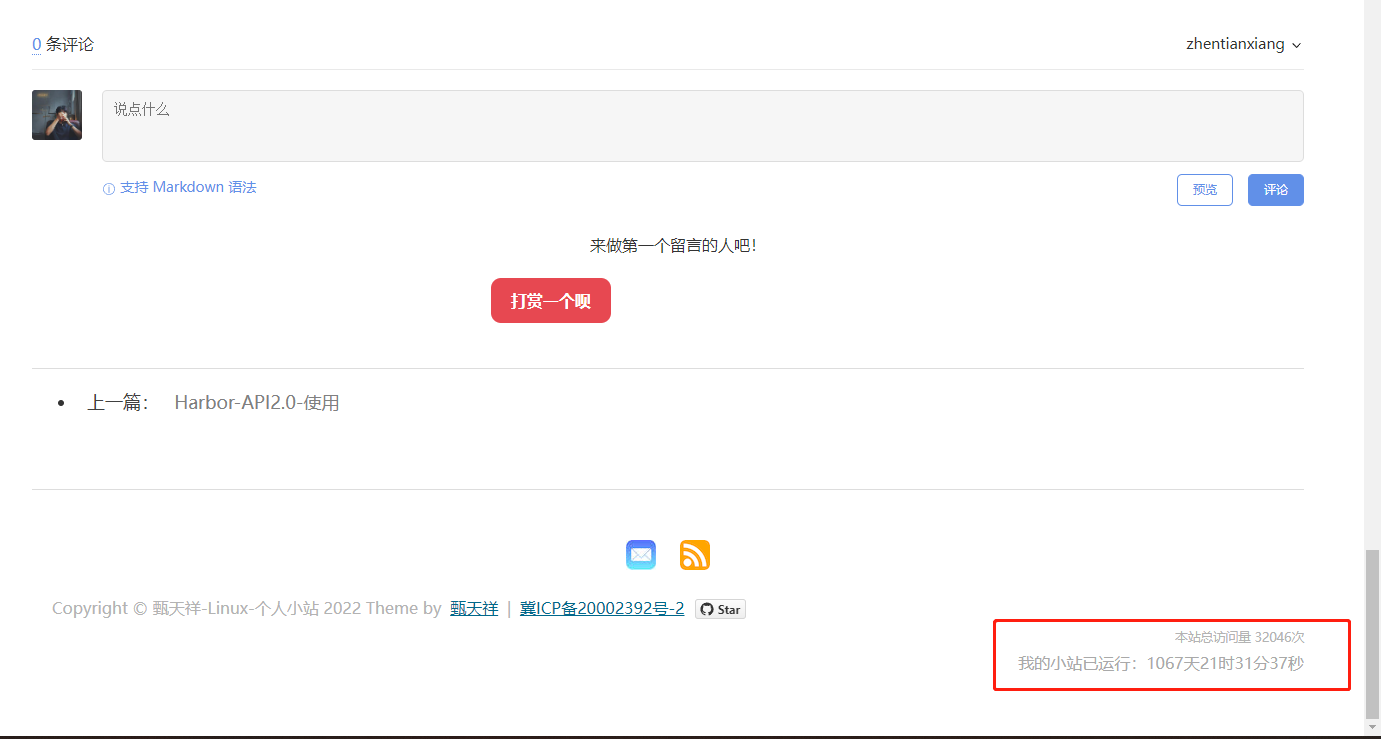 0 条评论
zhentianxiang
说点什么
支持 Markdown 语法
预览
评论
来做第一个留言的人吧！
打赏一个呗
上一篇： Harbor-API2.0-使用
Copyright © 甄天祥-Linux-个人小站 2022 Theme by 甄天祥 | 冀ICP备20002392号-2 Star
本站总访问量 32046次
我的小站已运行：1067天21时31分37秒